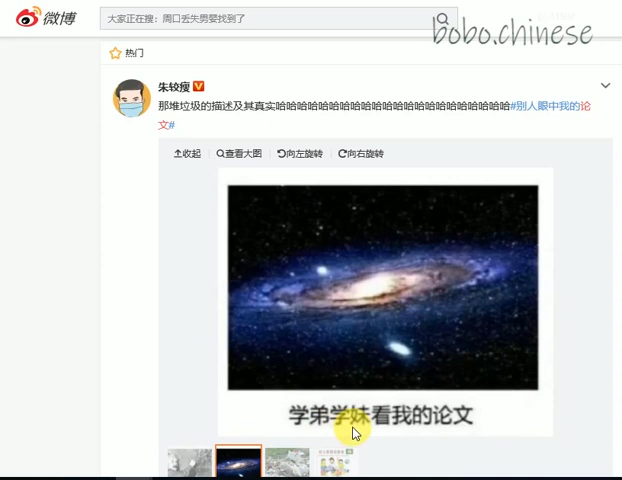 微博
大家正在搜：周口丢失男婴找到了
bobo.chinese
热门
朱较瘦
那堆垃圾的描述及其真实哈哈哈哈哈哈哈哈哈哈哈哈哈哈哈哈哈哈哈哈哈哈#别人眼中我的论
文#
收起 查看大图 向左旋转 向右旋转
学弟学妹看我的论文